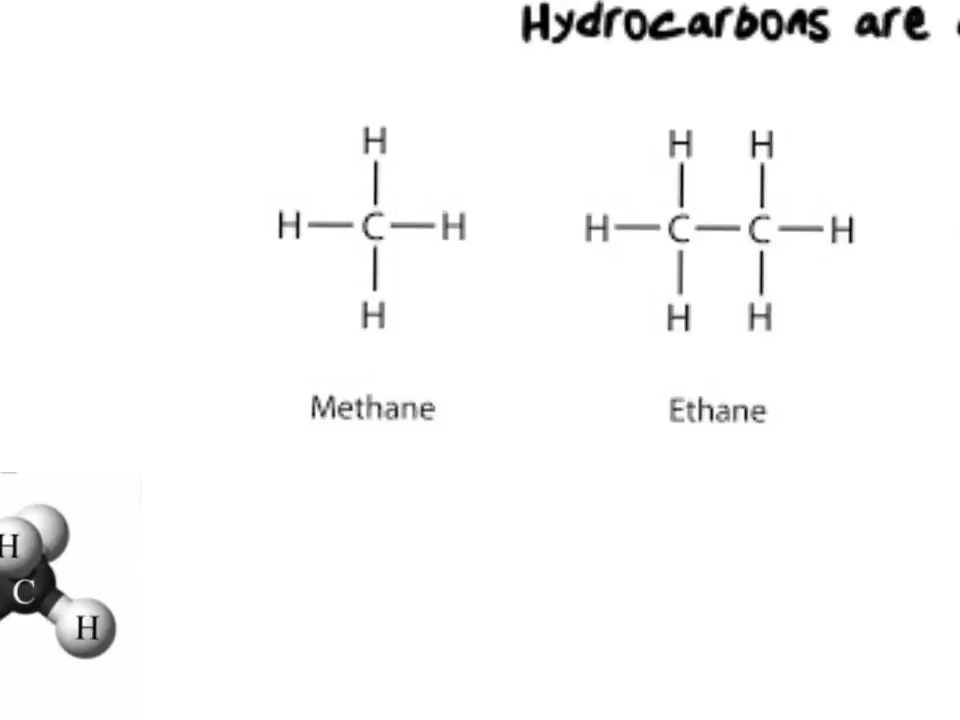 Hydrocarbons are
H H H
H—C—H H—C—C—H
H H H
Methane Ethane
H
C
H